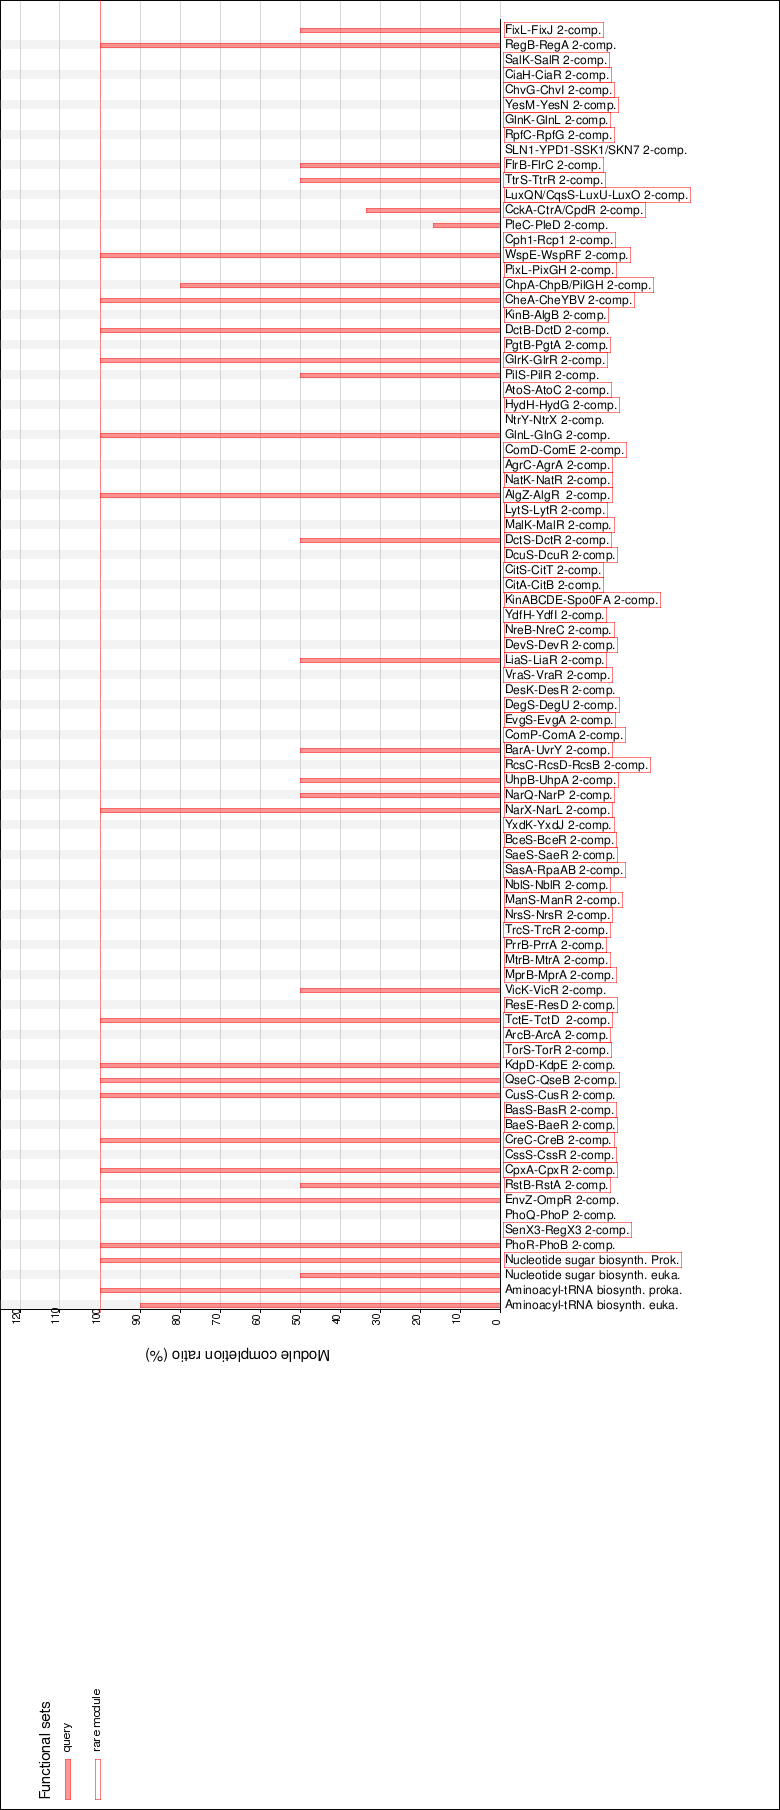 FixL-FixJ 2-comp.
RegB-RegA 2-comp.
SalK-SalR 2-comp.
CiaH-CiaR 2-comp.
ChvG-ChvI 2-comp.
YesM-YesN 2-comp.
GlnK-GlnL 2-comp.
RpfC-RpfG 2-comp.
SLN1-YPD1-SSK1/SKN7 2-comp.
FlrB-FlrC 2-comp.
TtrS-TtrR 2-comp.
LuxQN/CqsS-LuxU-LuxO 2-comp.
CckA-CtrA/CpdR 2-comp.
PleC-PleD 2-comp.
Cph1-Rcp1 2-comp.
WspE-WspRF 2-comp.
PixL-PixGH 2-comp.
ChpA-ChpB/PilGH 2-comp.
CheA-CheYBV 2-comp.
KinB-AlgB 2-comp.
DctB-DctD 2-comp.
PgtB-PgtA 2-comp.
GlrK-GlrR 2-comp.
PilS-PilR 2-comp.
AtoS-AtoC 2-comp.
HydH-HydG 2-comp.
NtrY-NtrX 2-comp.
GlnL-GlnG 2-comp.
ComD-ComE 2-comp.
AgrC-AgrA 2-comp.
NatK-NatR 2-comp.
AlgZ-AlgR 2-comp.
LytS-LytR 2-comp.
MalK-MalR 2-comp.
DctS-DctR 2-comp.
DcuS-DcuR 2-comp.
CitS-CitT 2-comp.
CitA-CitB 2-comp.
KinABCDE-Spo0FA 2-comp.
YdfH-YdfI 2-comp.
NreB-NreC 2-comp.
DevS-DevR 2-comp.
LiaS-LiaR 2-comp.
VraS-VraR 2-comp.
DesK-DesR 2-comp.
DegS-DegU 2-comp.
EvgS-EvgA 2-comp.
ComP-ComA 2-comp.
BarA-UvrY 2-comp.
RcsC-RcsD-RcsB 2-comp.
UhpB-UhpA 2-comp.
NarQ-NarP 2-comp.
NarX-NarL 2-comp.
YxdK-YxdJ 2-comp.
BceS-BceR 2-comp.
SaeS-SaeR 2-comp.
SasA-RpaAB 2-comp.
NblS-NblR 2-comp.
ManS-ManR 2-comp.
NrsS-NrsR 2-comp.
TrcS-TrcR 2-comp.
PrrB-PrrA 2-comp.
MtrB-MtrA 2-comp.
MprB-MprA 2-comp.
VicK-VicR 2-comp.
ResE-ResD 2-comp.
TctE-TctD 2-comp.
ArcB-ArcA 2-comp.
TorS-TorR 2-comp.
KdpD-KdpE 2-comp.
QseC-QseB 2-comp.
CusS-CusR 2-comp.
BasS-BasR 2-comp.
BaeS-BaeR 2-comp.
CreC-CreB 2-comp.
CssS-CssR 2-comp.
CpxA-CpxR 2-comp.
RstB-RstA 2-comp.
EnvZ-OmpR 2-comp.
PhoQ-PhoP 2-comp.
SenX3-RegX3 2-comp.
PhoR-PhoB 2-comp.
Nucleotide sugar biosynth. Prok.
Nucleotide sugar biosynth. euka.
Aminoacyl-tRNA biosynth. proka.
Aminoacyl-tRNA biosynth. euka.
120 110 100 90 80 70 60 50 40 30 20 10 0
Module completion ratio (%)
Functional sets
query
rare module